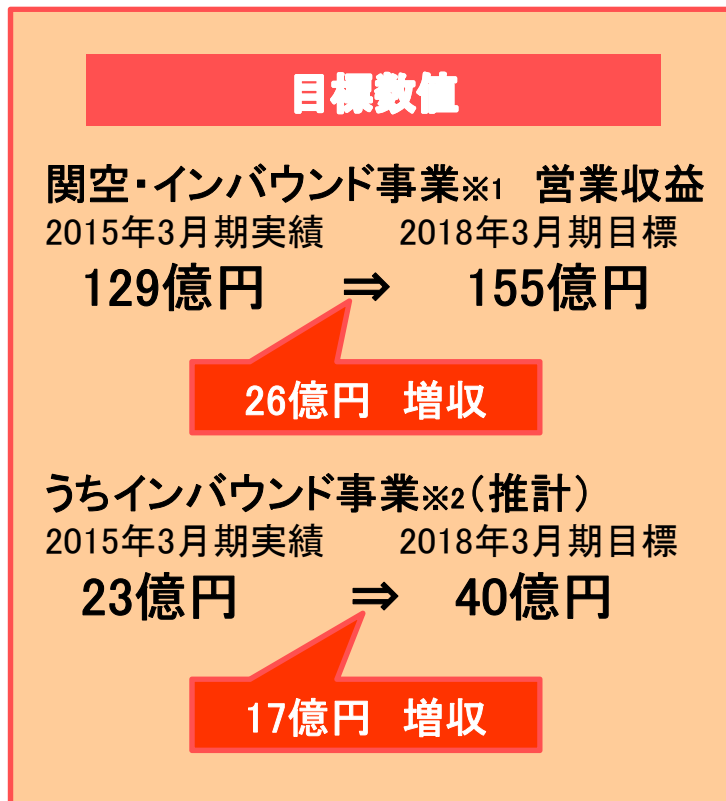 目標数値
関空・インバウンド事業※1　営業収益
2015年3月期実績　2018年3月期目標
129億円　⇒　155億円
26億円　増収
うちインバウンド事業※2（推計）
2015年3月期実績　2018年3月期目標
23億円　⇒　40億円
17億円　増収